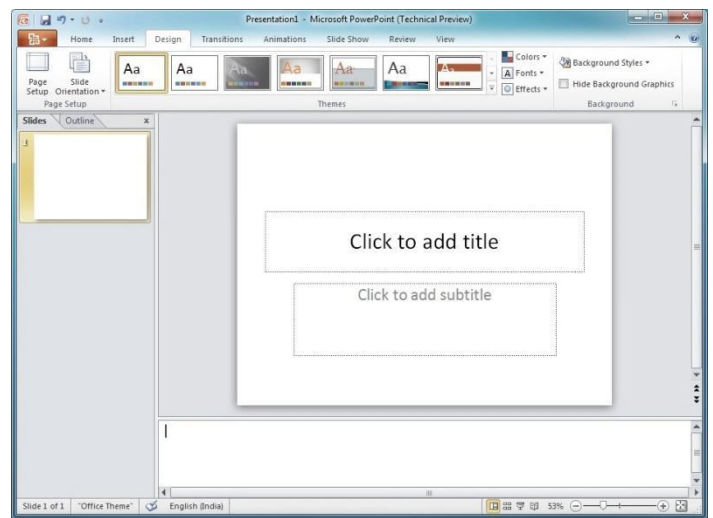 Presentation1 - Microsoft PowerPoint (Technical Preview)
Home Insert Design Transitions Animations Slide Show Review View
Page Setup
Slide Orientation
Aa Aa Aa Aa Aa Aa Aa
Colors
Fonts
Effects
Background Styles
Hide Background Graphics
Page Setup Themes Background
Slides Outline x
1
Click to add title
Click to add subtitle
Slide 1 of 1 "Office Theme" English (India) 53%